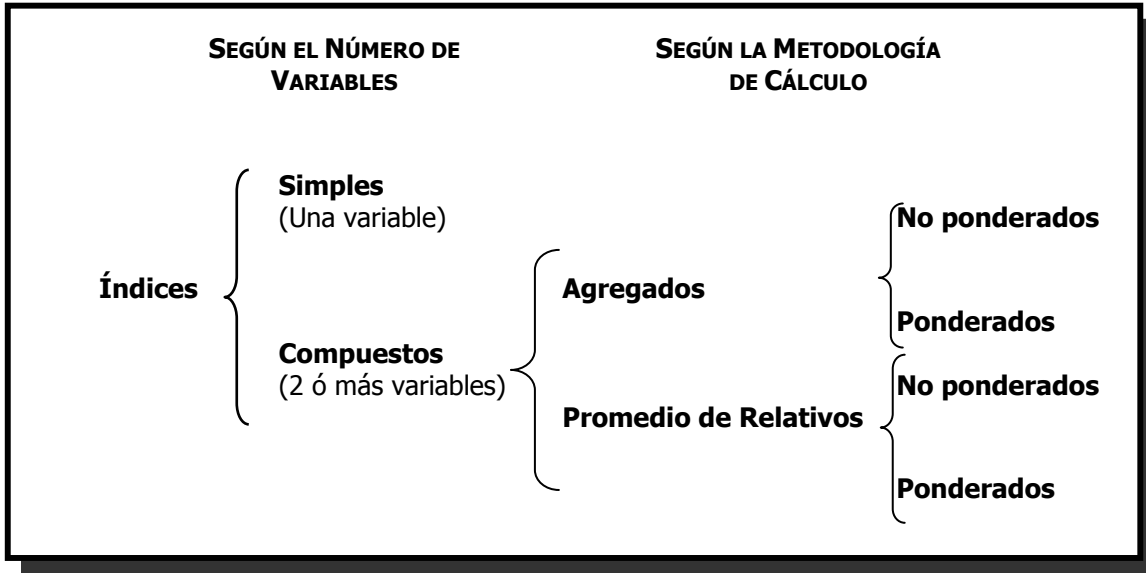 SEGÚN EL NÚMERO DE
VARIABLES
SEGÚN LA METODOLOGÍA
DE CÁLCULO
Índices
Simples
(Una variable)
Compuestos
(2 ó más variables)
Agregados
No ponderados
Ponderados
Promedio de Relativos
No ponderados
Ponderados